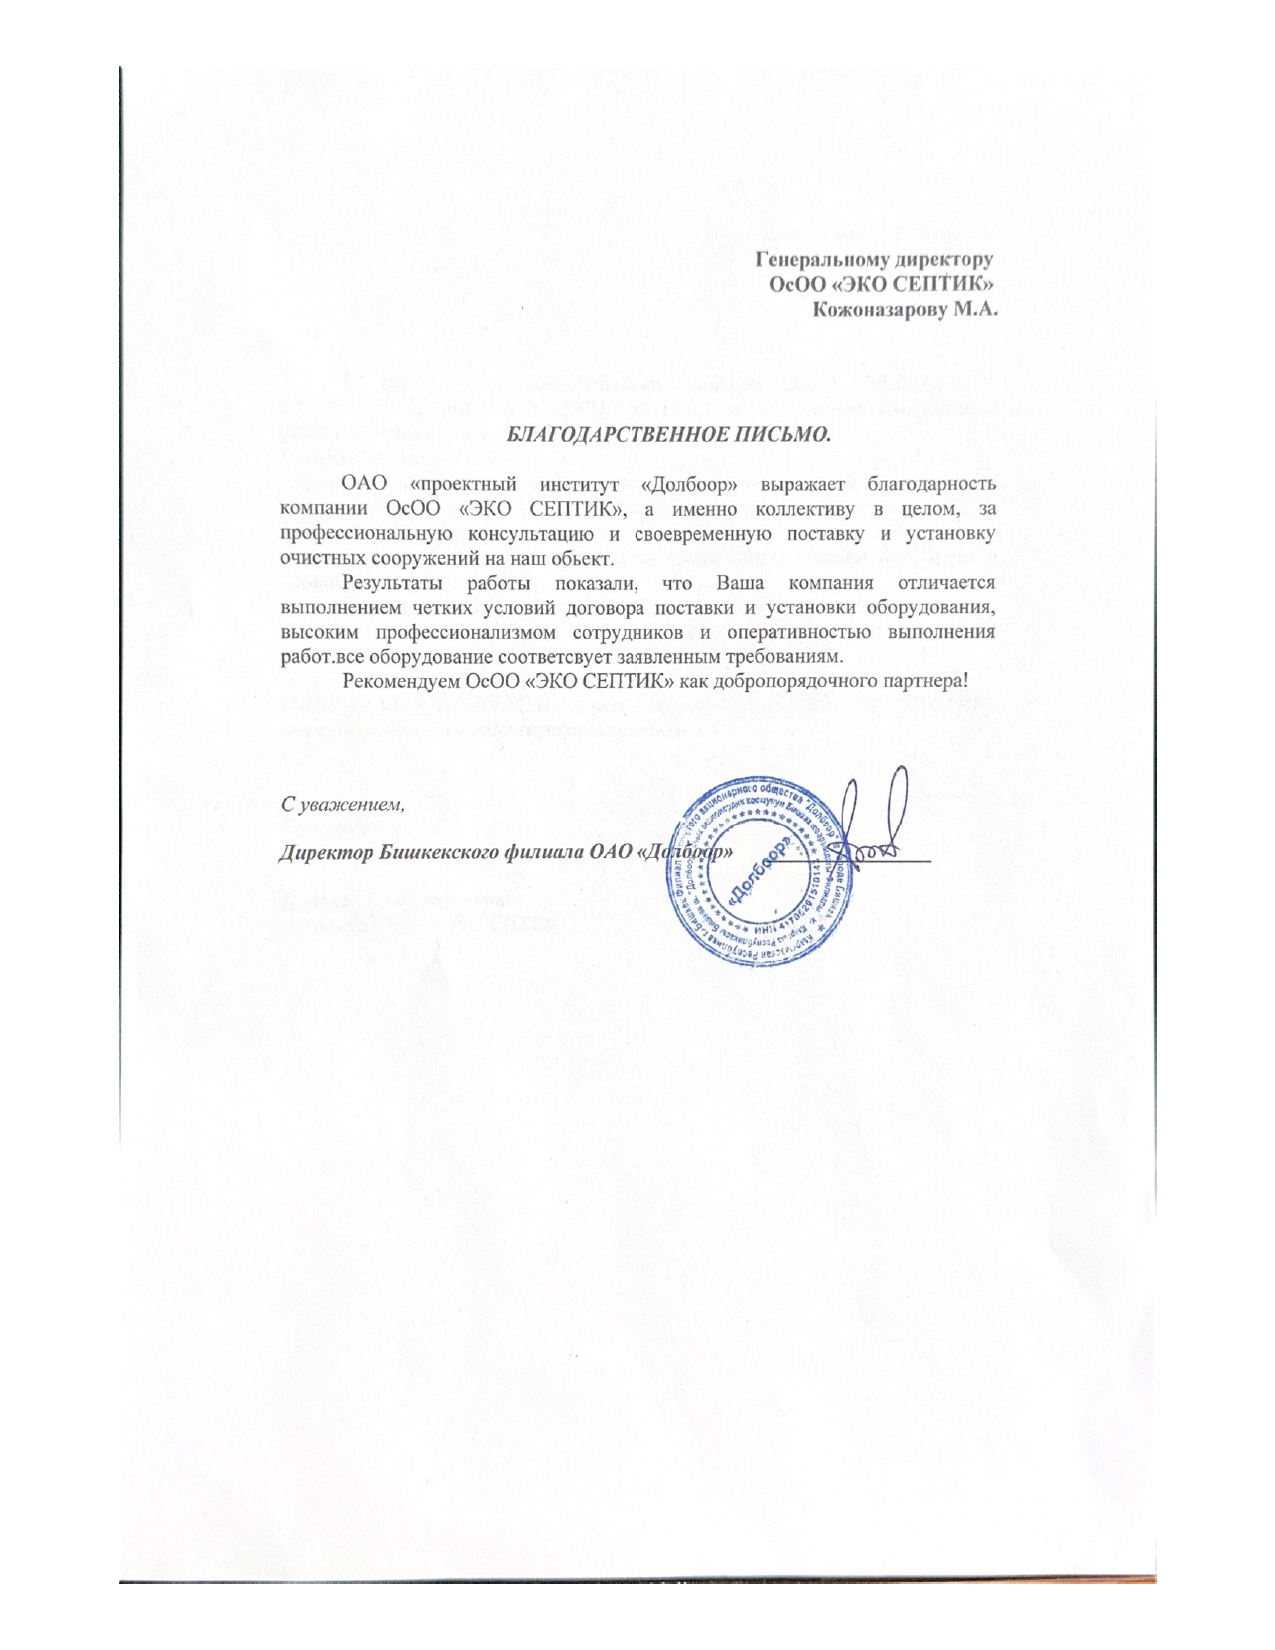 Генеральному директору
ОсОО «ЭКО СЕПТИК»
Кожоназарову М.А.
БЛАГОДАРСТВЕННОЕ ПИСЬМО.
ОАО «проектный институт «Долбоор» выражает благодарность
компании ОсОО «ЭКО СЕПТИК», а именно коллективу в целом, за
профессиональную консультацию и своевременную поставку и установку
очистных сооружений на наш обьект.
Результаты работы показали, что Ваша компания отличается
выполнением четких условий договора поставки и установки оборудования,
высоким профессионализмом сотрудников и оперативностью выполнения
работ.все оборудование соответсвует заявленным требованиям.
Рекомендуем ОсОО «ЭКО СЕПТИК» как добропорядочного партнера!
С уважением,
Директор Бишкекского филиала ОАО «Долбоор»
«Долбоор»